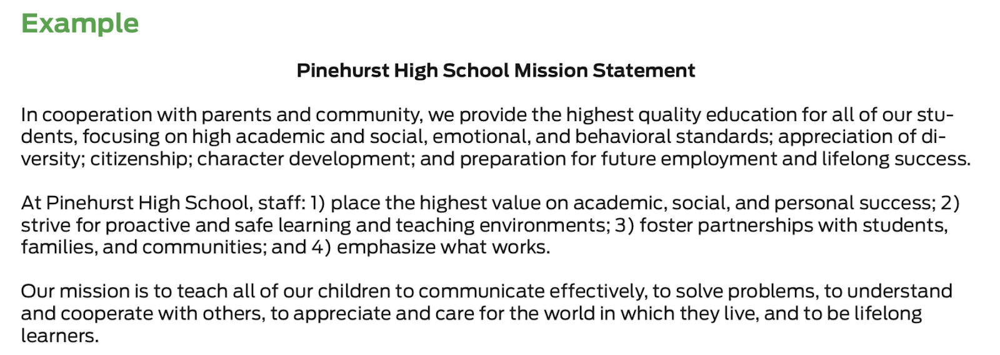 Example
Pinehurst High School Mission Statement
In cooperation with parents and community, we provide the highest quality education for all of our stu-
dents, focusing on high academic and social, emotional, and behavioral standards; appreciation of di-
versity; citizenship; character development; and preparation for future employment and lifelong success.
At Pinehurst High School, staff: 1) place the highest value on academic, social, and personal success; 2)
strive for proactive and safe learning and teaching environments; 3) foster partnerships with students,
families, and communities; and 4) emphasize what works.
Our mission is to teach all of our children to communicate effectively, to solve problems, to understand
and cooperate with others, to appreciate and care for the world in which they live, and to be lifelong
learners.